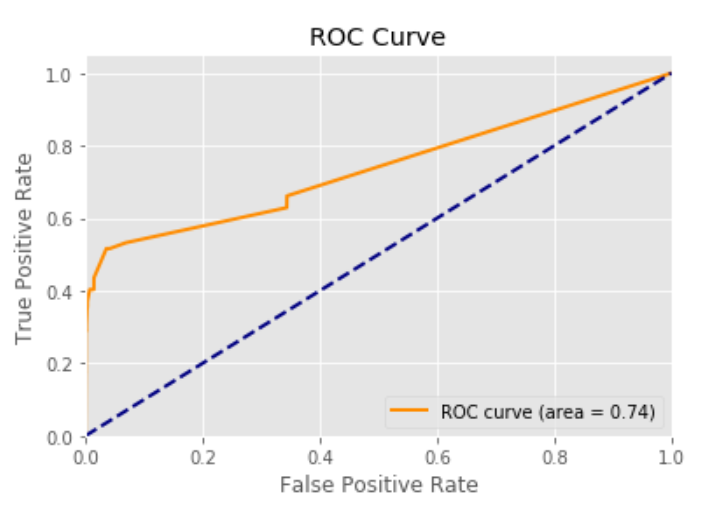 ROC Curve
1.0
0.8
0.6
0.4
0.2
0.0
True Positive Rate
0.0 0.2 0.4 0.6 0.8 1.0
False Positive Rate
ROC curve (area = 0.74)